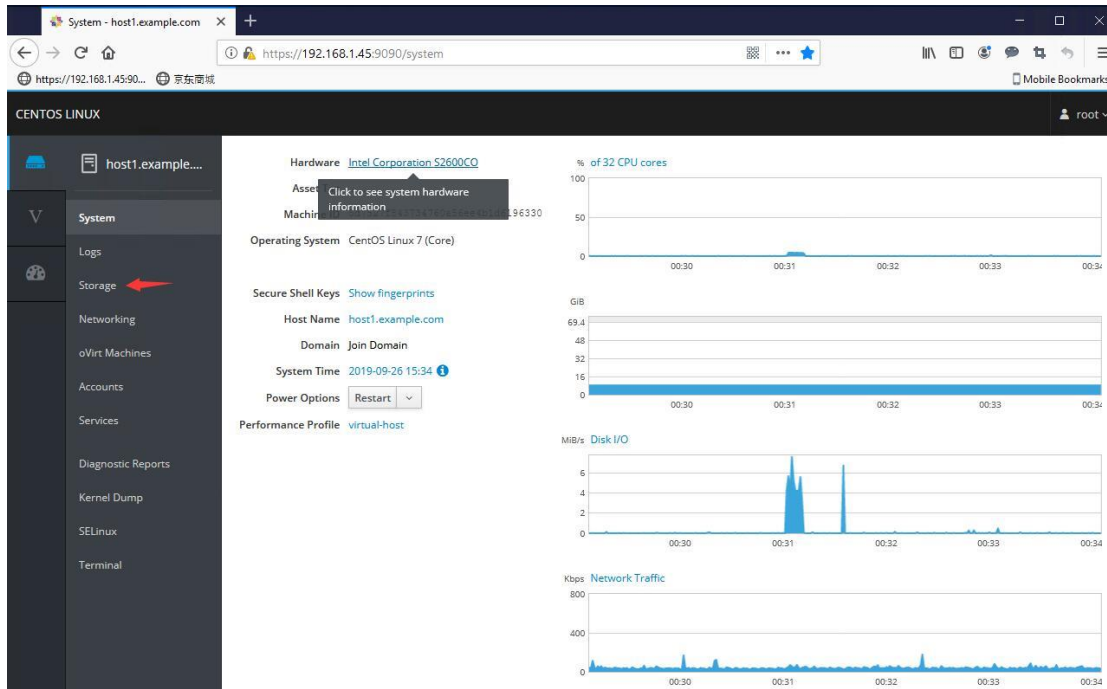 System - host1.example.com
https://192.168.1.45:9090/system
https://192.168.1.45:90... 京东商城 Mobile Bookmarks
CENTOS LINUX root
host1.example....
V
System
Logs
Storage
Networking
oVirt Machines
Accounts
Services
Diagnostic Reports
Kernel Dump
SELinux
Terminal
Hardware Intel Corporation S2600CO
Asset
Click to see system hardware
information
Machine 196330
Operating System CentOS Linux 7 (Core)
Secure Shell Keys Show fingerprints
Host Name host1.example.com
Domain Join Domain
System Time 2019-09-26 15:34
Power Options Restart
Performance Profile virtual-host
% of 32 CPU cores
100
50
0
00:30 00:31 00:32 00:33 00:34
GiB
69.4
48
32
16
0
00:30 00:31 00:32 00:33 00:34
MiB/s Disk I/O
6
4
2
0
00:30 00:31 00:32 00:33 00:34
Kbps Network Traffic
800
400
0
00:30 00:31 00:32 00:33 00:34